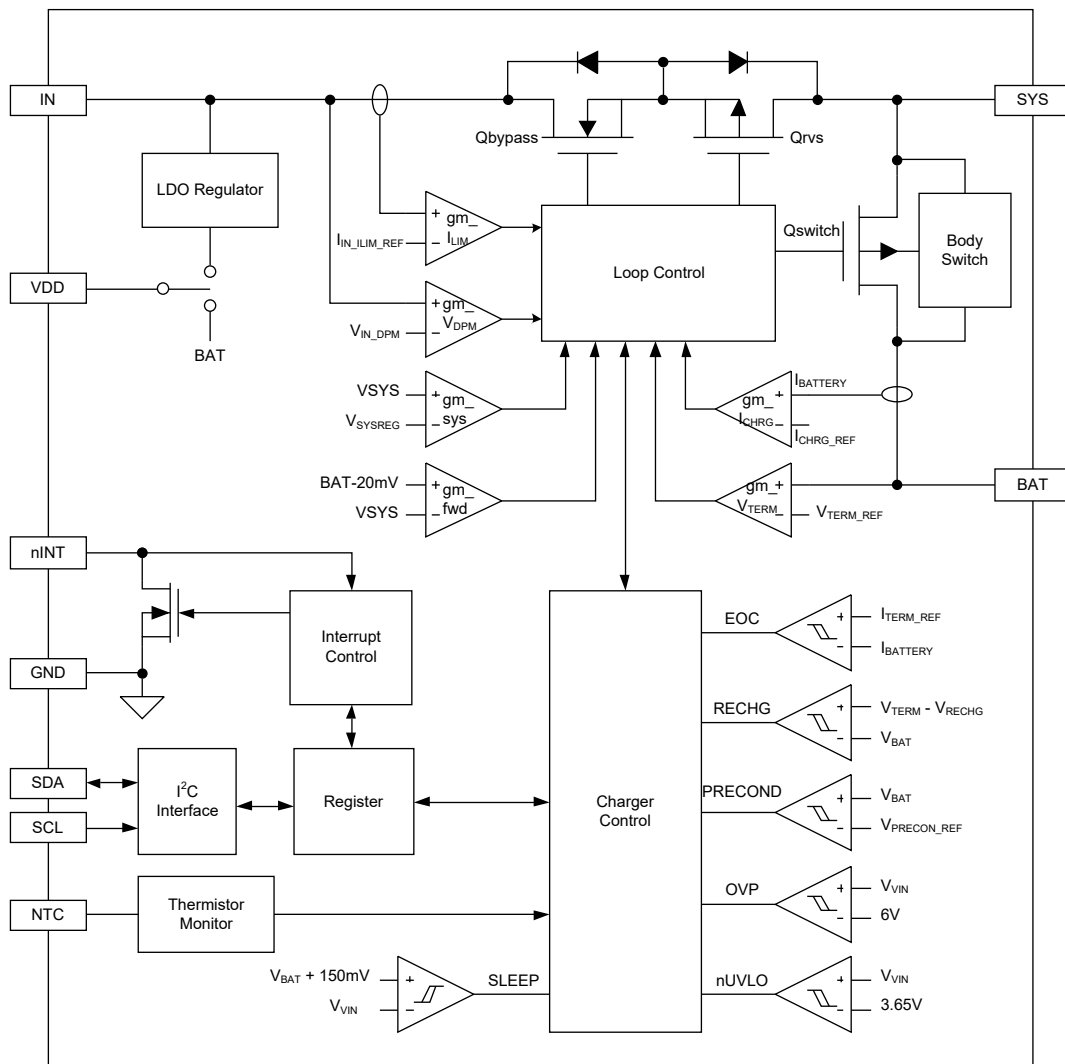 IN
SYS
Qbypass
Qrvs
LDO Regulator
+
gm_
I_IN_ILIM_REF
−
I_LIM
Loop Control
Qswitch
Body
Switch
VDD
BAT
+
gm_
V_IN_DPM
−
V_DPM
VSYS
+
gm_
V_SYSREG
−
sys
I_BATTERY
+
gm_
I_CHRG
−
I_CHRG_REF
BAT-20mV
+
gm_
VSYS
−
fwd
gm_
+
V_TERM
−
V_TERM_REF
BAT
nINT
Interrupt
Control
GND
EOC
+
I_TERM_REF
−
I_BATTERY
RECHG
+
V_TERM - V_RECHG
−
V_BAT
SDA
SCL
I²C
Interface
Register
Charger
Control
PRECOND
+
V_BAT
−
V_PRECON_REF
NTC
Thermistor
Monitor
OVP
+
V_VIN
−
6V
V_BAT + 150mV
+
V_VIN
−
SLEEP
nUVLO
+
V_VIN
−
3.65V